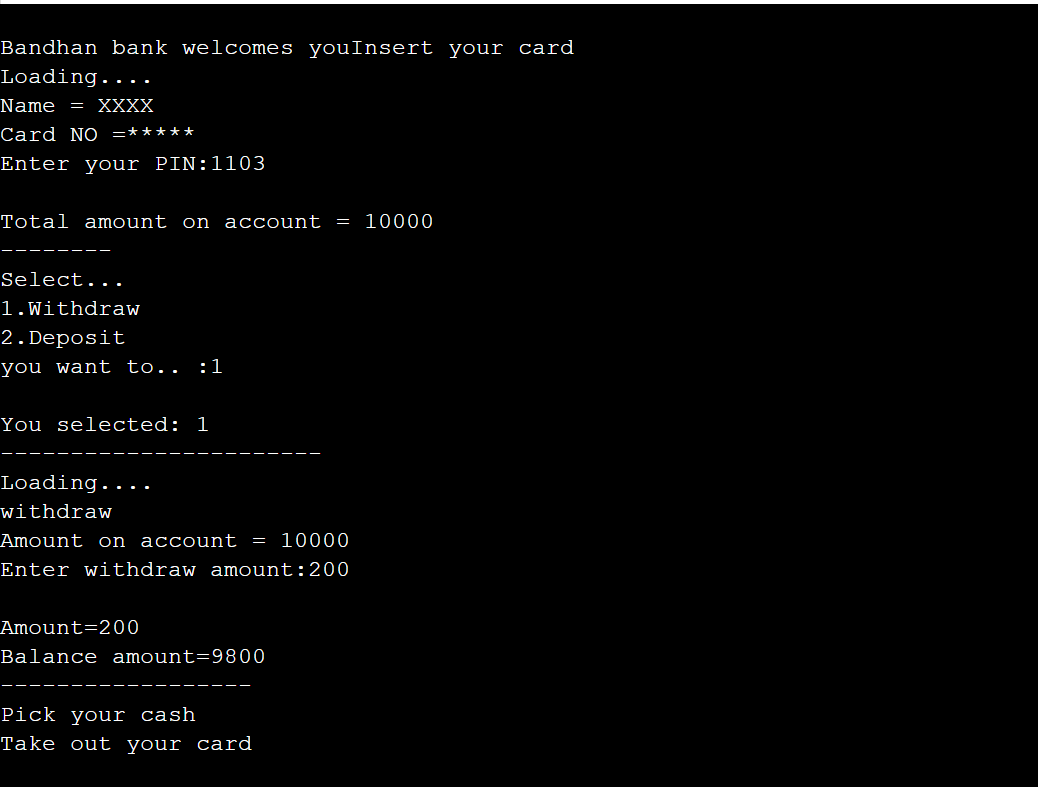 Bandhan bank welcomes youInsert your card
Loading....
Name = XXXX
Card NO =*****
Enter your PIN:1103
Total amount on account = 10000
--------
Select...
1.Withdraw
2.Deposit
you want to.. :1
You selected: 1
-----------------------
Loading....
withdraw
Amount on account = 10000
Enter withdraw amount:200
Amount=200
Balance amount=9800
------------------
Pick your cash
Take out your card